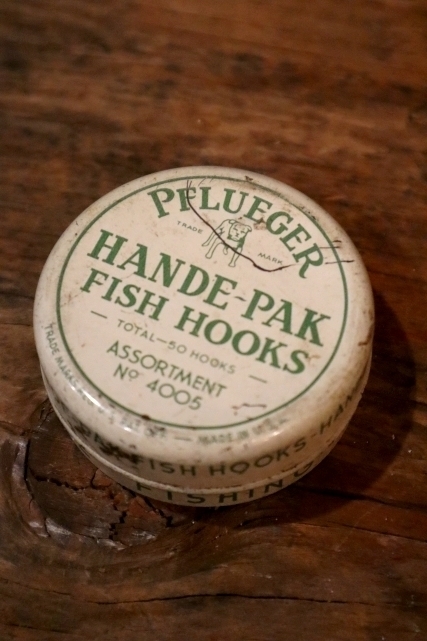 PFLUEGER
TRADE MARK
HANDE-PAK
FISH HOOKS
— TOTAL—50 HOOKS —
ASSORTMENT
Nº 4005
TRADE MARK
MADE IN
FISH HOOKS-HAN
FISHING